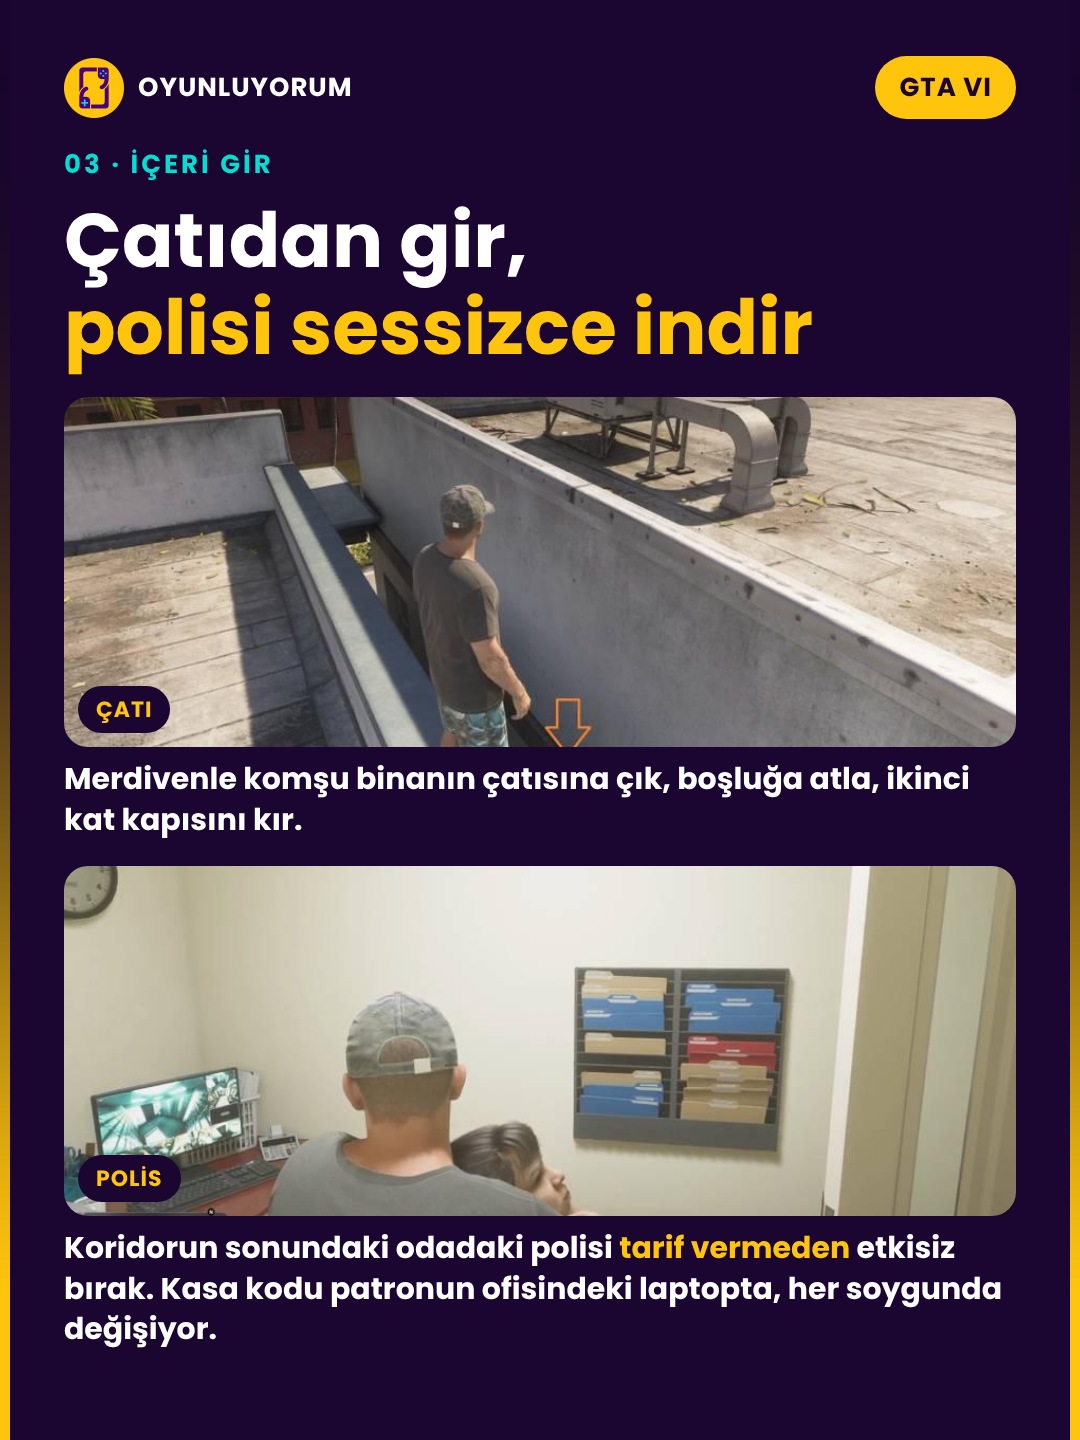 OYUNLUYORUM
GTA VI
03 · İÇERİ GİR
Çatıdan gir,
polisi sessizce indir
ÇATI
Merdivenle komşu binanın çatısına çık, boşluğa atla, ikinci
kat kapısını kır.
POLİS
Koridorun sonundaki odadaki polisi tarif vermeden etkisiz
bırak. Kasa kodu patronun ofisindeki laptopta, her soygunda
değişiyor.